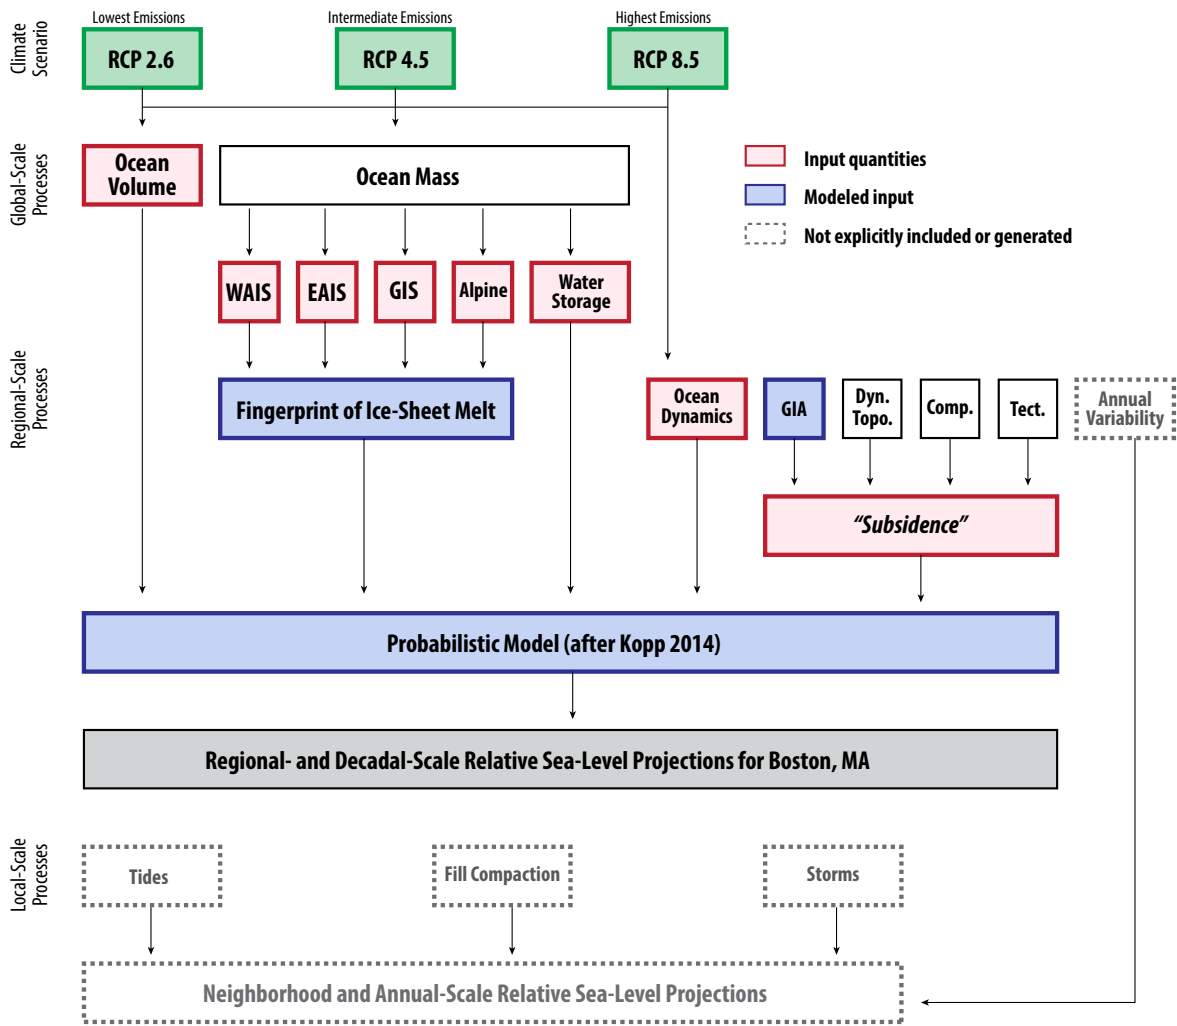 Climate
Scenario
Lowest Emissions
Intermediate Emissions
Highest Emissions
RCP 2.6
RCP 4.5
RCP 8.5
Global-Scale
Processes
Ocean
Volume
Ocean Mass
Input quantities
Modeled input
Not explicitly included or generated
WAIS
EAIS
GIS
Alpine
Water
Storage
Regional-Scale
Processes
Fingerprint of Ice-Sheet Melt
Ocean
Dynamics
GIA
Dyn.
Topo.
Comp.
Tect.
Annual
Variability
“Subsidence”
Probabilistic Model (after Kopp 2014)
Regional- and Decadal-Scale Relative Sea-Level Projections for Boston, MA
Local-Scale
Processes
Tides
Fill Compaction
Storms
Neighborhood and Annual-Scale Relative Sea-Level Projections